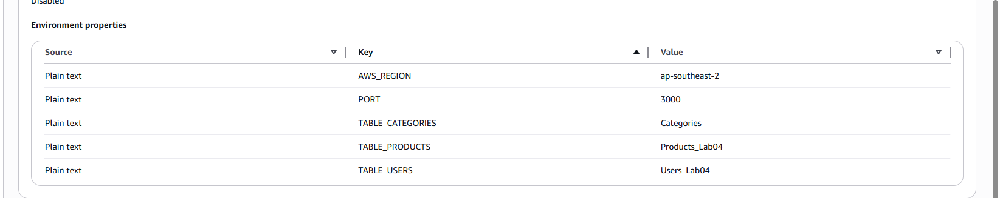 Disabled
Environment properties
Source Key Value
Plain text AWS_REGION ap-southeast-2
Plain text PORT 3000
Plain text TABLE_CATEGORIES Categories
Plain text TABLE_PRODUCTS Products_Lab04
Plain text TABLE_USERS Users_Lab04